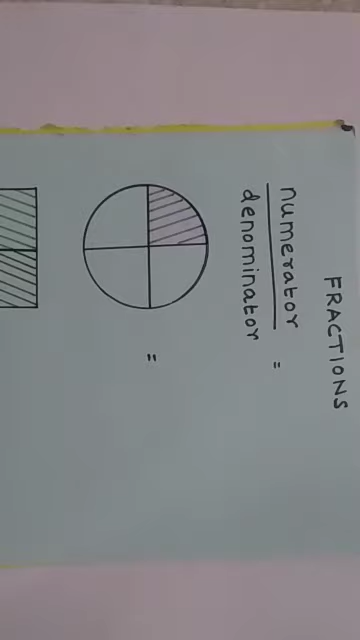 FRACTIONS
numerator
denominator =
=